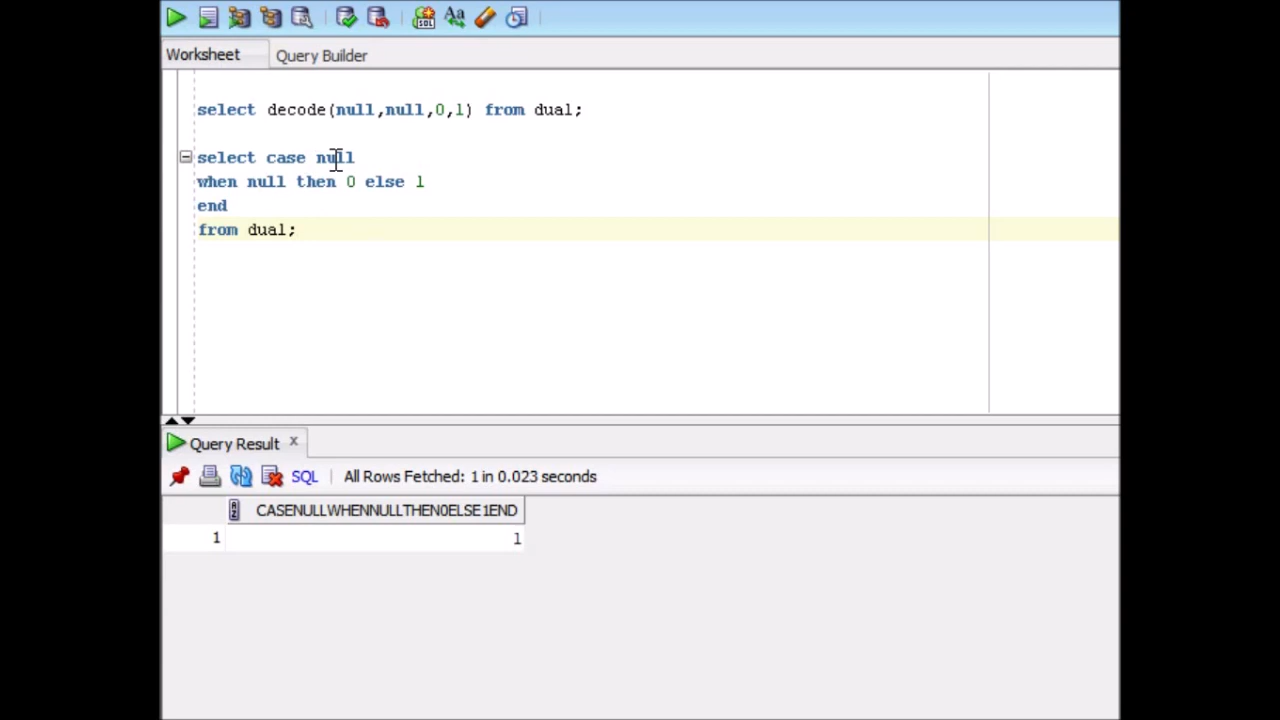 Worksheet Query Builder
select decode(null,null,0,1) from dual;
select case null
when null then 0 else 1
end
from dual;
Query Result x
SQL All Rows Fetched: 1 in 0.023 seconds
CASENULLWHENNULLTHEN0ELSE1END
1 1